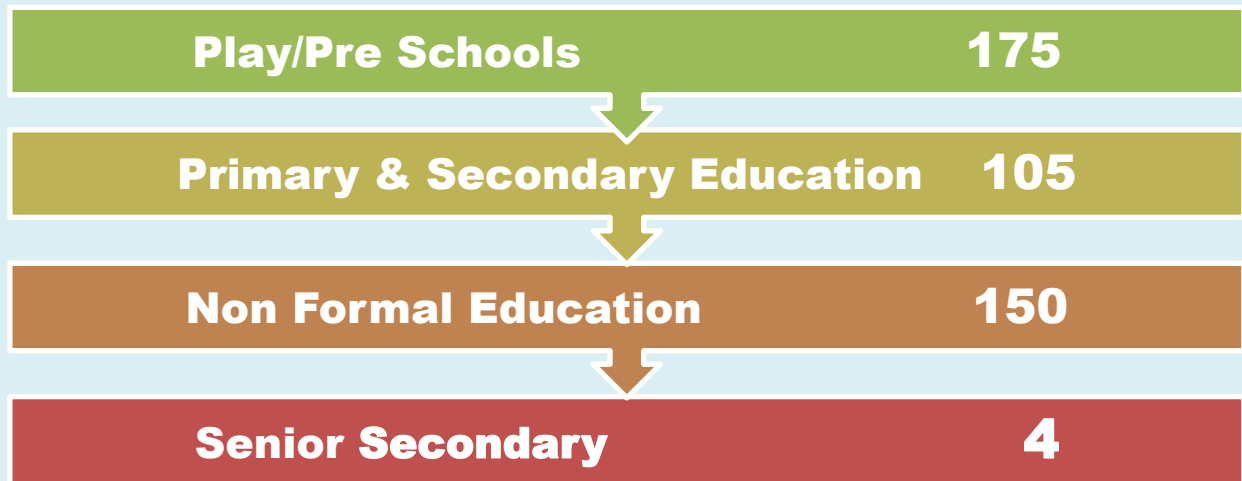 Play/Pre Schools 175
Primary & Secondary Education 105
Non Formal Education 150
Senior Secondary 4